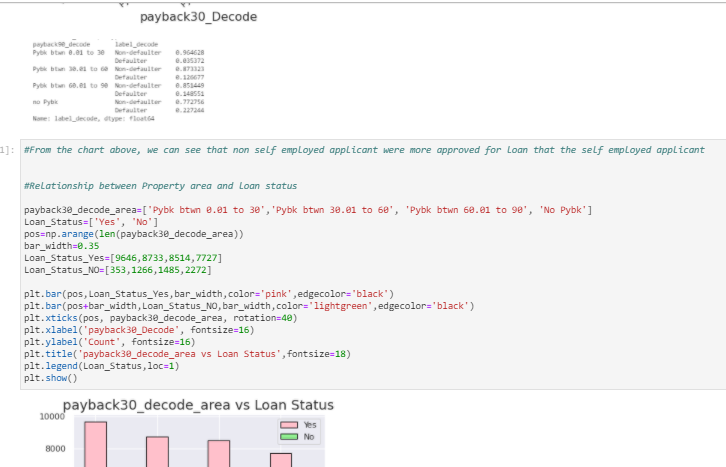 payback30_Decode
payback90_decode label_decode
Pybk btwn 0.01 to 30 Non-defaulter 0.964628
Defaulter 0.035372
Pybk btwn 30.01 to 60 Non-defaulter 0.873323
Defaulter 0.126677
Pybk btwn 60.01 to 90 Non-defaulter 0.851449
Defaulter 0.148551
no Pybk Non-defaulter 0.772756
Defaulter 0.227244
Name: label_decode, dtype: float64
1]: #From the chart above, we can see that non self employed applicant were more approved for Loan that the self employed applicant
#Relationship between Property area and Loan status
payback30_decode_area=['Pybk btwn 0.01 to 30','Pybk btwn 30.01 to 60', 'Pybk btwn 60.01 to 90', 'No Pybk']
Loan_Status=['Yes', 'No']
pos=np.arange(len(payback30_decode_area))
bar_width=0.35
Loan_Status_Yes=[9646,8733,8514,7727]
Loan_Status_NO=[353,1266,1485,2272]
plt.bar(pos,Loan_Status_Yes,bar_width,color='pink',edgecolor='black')
plt.bar(pos+bar_width,Loan_Status_NO,bar_width,color='lightgreen',edgecolor='black')
plt.xticks(pos, payback30_decode_area, rotation=40)
plt.xlabel('payback30_Decode', fontsize=16)
plt.ylabel('Count', fontsize=16)
plt.title('payback30_decode_area vs Loan Status',fontsize=18)
plt.legend(Loan_Status,loc=1)
plt.show()
payback30_decode_area vs Loan Status
10000
Yes
No
8000